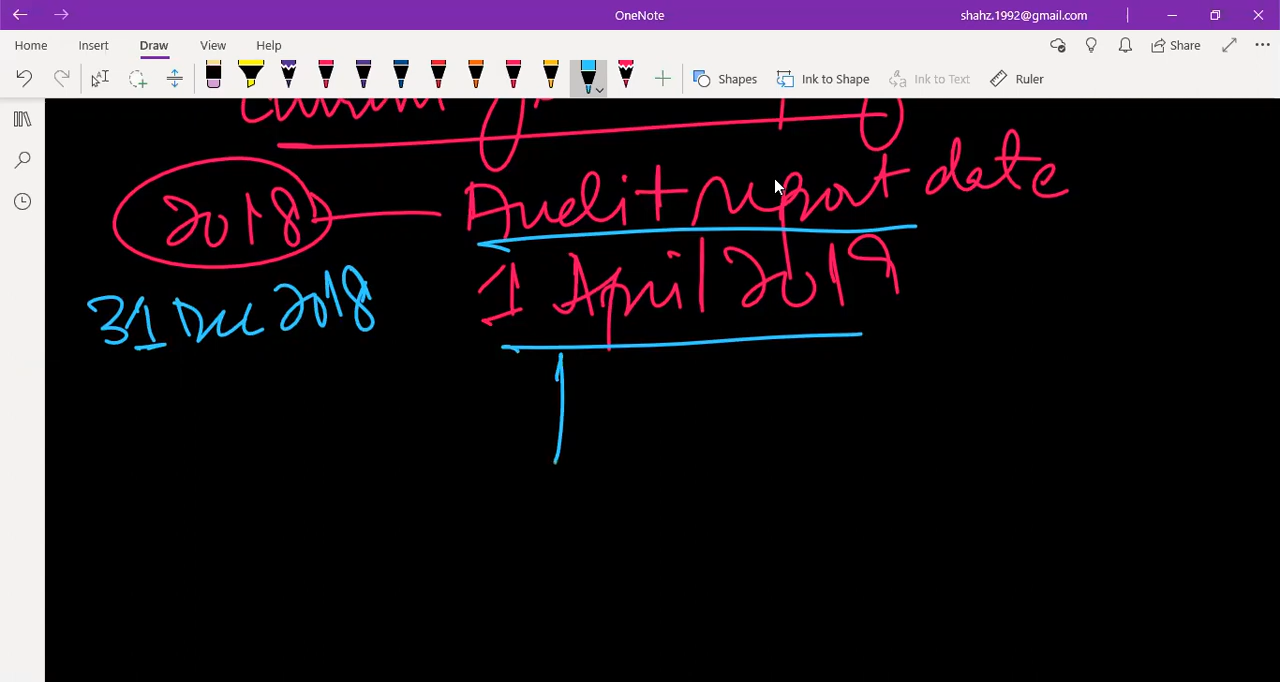 OneNote
shahz.1992@gmail.com
Home Insert Draw View Help
Share
Shapes Ink to Shape Ink to Text Ruler
2018 Audit report date
31 Dec 2018 1 April 2019